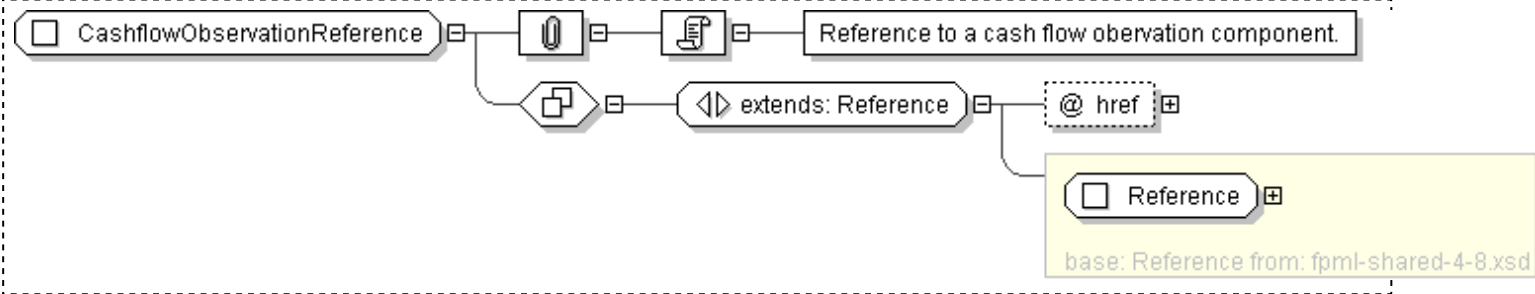 CashflowObservationReference
Reference to a cash flow obervation component.
extends: Reference
@ href
Reference
base: Reference from: fpml-shared-4-8.xsd